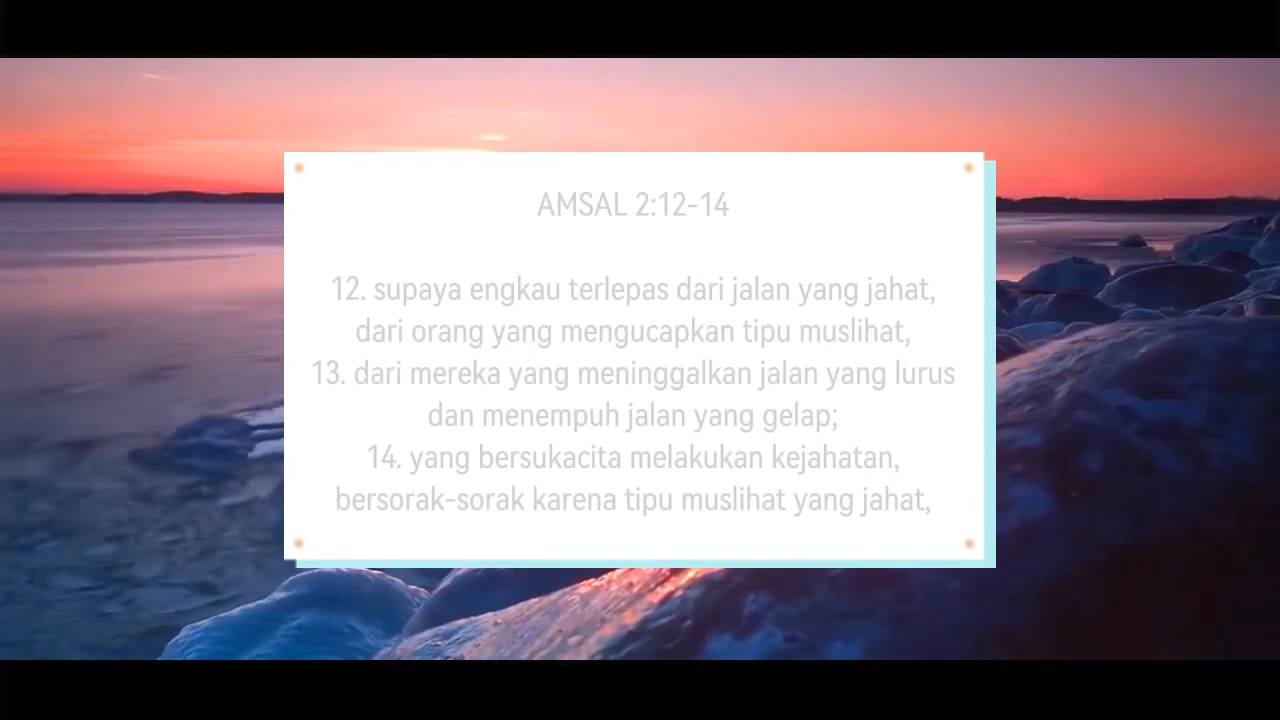 AMSAL 2:12-14
12. supaya engkau terlepas dari jalan yang jahat,
dari orang yang mengucapkan tipu muslihat,
13. dari mereka yang meninggalkan jalan yang lurus
dan menempuh jalan yang gelap;
14. yang bersukacita melakukan kejahatan,
bersorak-sorak karena tipu muslihat yang jahat,